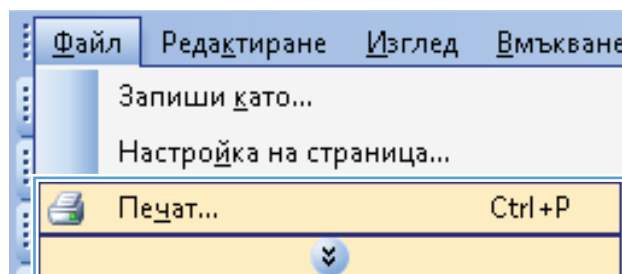 Файл Редактиране Изглед Вмъкване
Запиши като...
Настройка на страница...
Печат... Ctrl+P